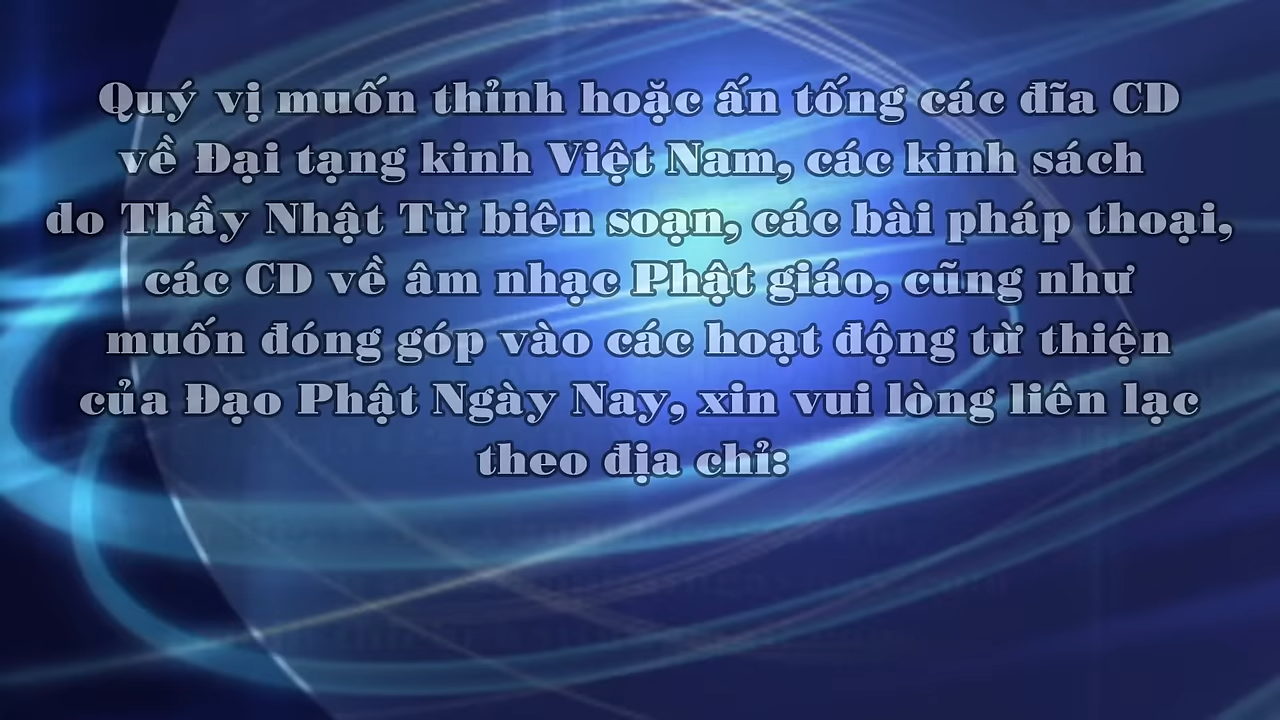 Quý vị muốn thỉnh hoặc ấn tống các đĩa CD
về Đại tạng kinh Việt Nam, các kinh sách
do Thầy Nhật Từ biên soạn, các bài pháp thoại,
các CD về âm nhạc Phật giáo, cũng như
muốn đóng góp vào các hoạt động từ thiện
của Đạo Phật Ngày Nay, xin vui lòng liên lạc
theo địa chỉ: